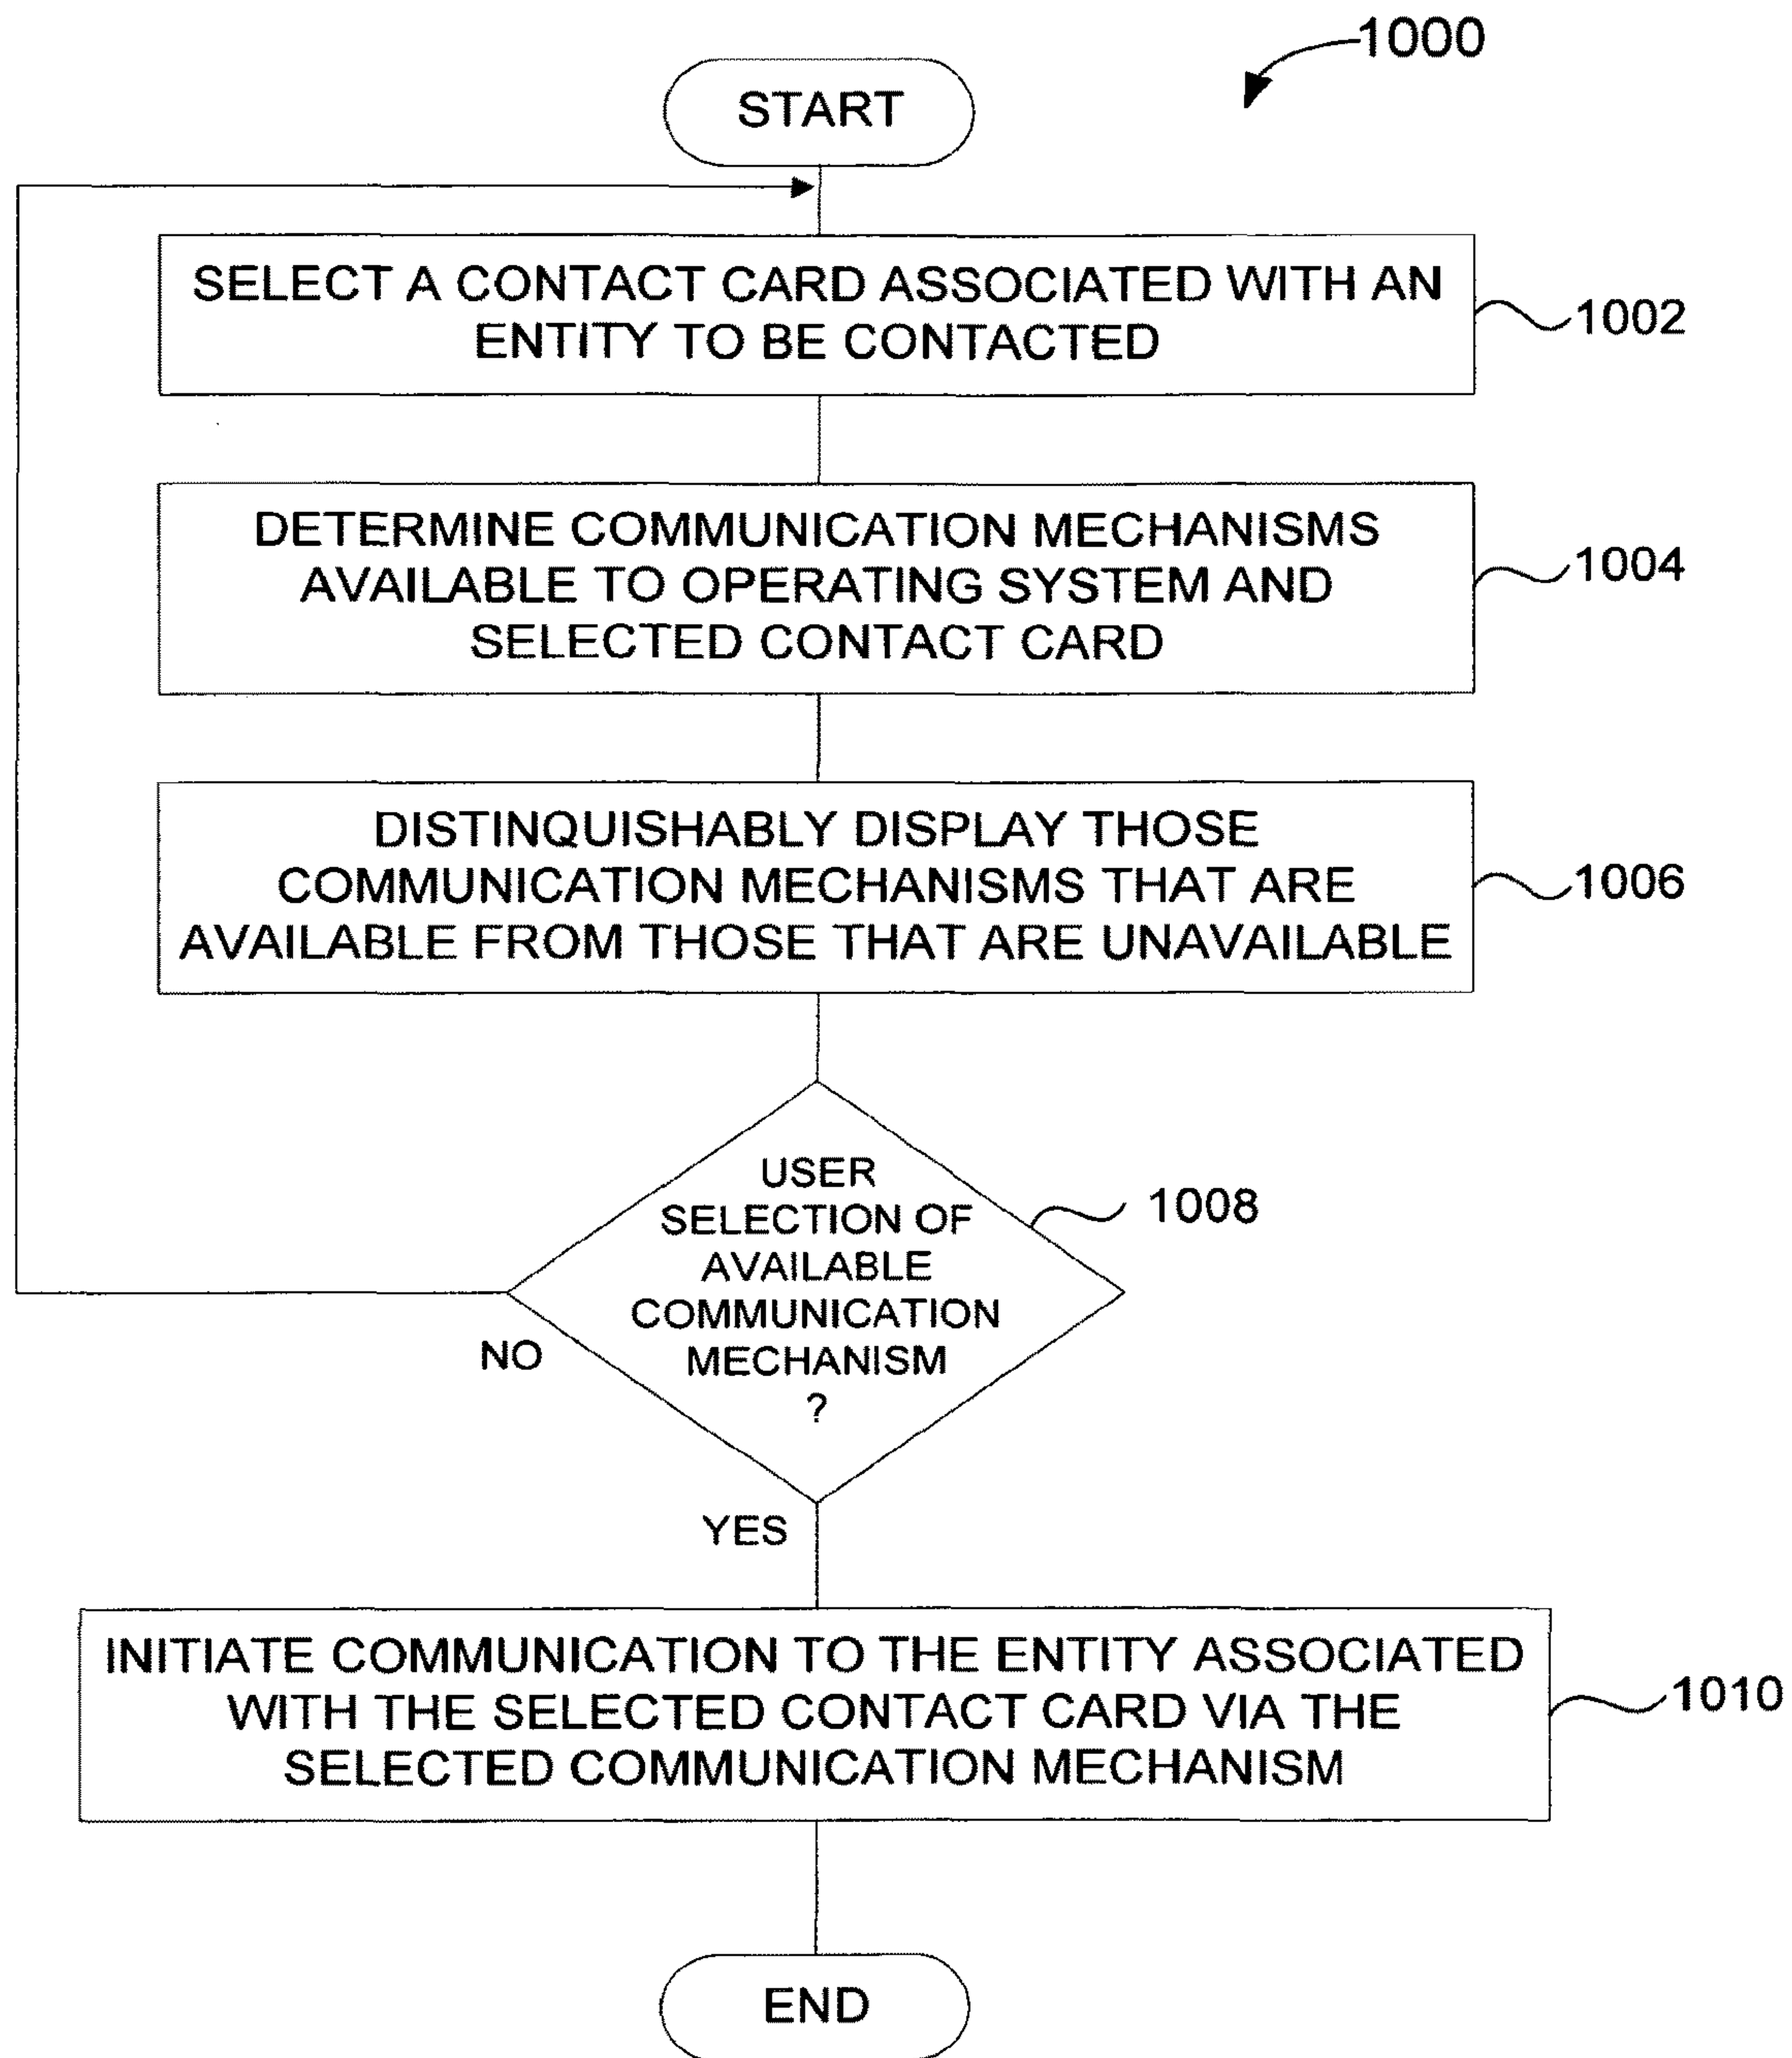 1000
START
SELECT A CONTACT CARD ASSOCIATED WITH AN
ENTITY TO BE CONTACTED
1002
DETERMINE COMMUNICATION MECHANISMS
AVAILABLE TO OPERATING SYSTEM AND
SELECTED CONTACT CARD
1004
DISTINQUISHABLY DISPLAY THOSE
COMMUNICATION MECHANISMS THAT ARE
AVAILABLE FROM THOSE THAT ARE UNAVAILABLE
1006
USER
SELECTION OF
AVAILABLE
COMMUNICATION
MECHANISM
?
1008
NO
YES
INITIATE COMMUNICATION TO THE ENTITY ASSOCIATED
WITH THE SELECTED CONTACT CARD VIA THE
SELECTED COMMUNICATION MECHANISM
1010
END